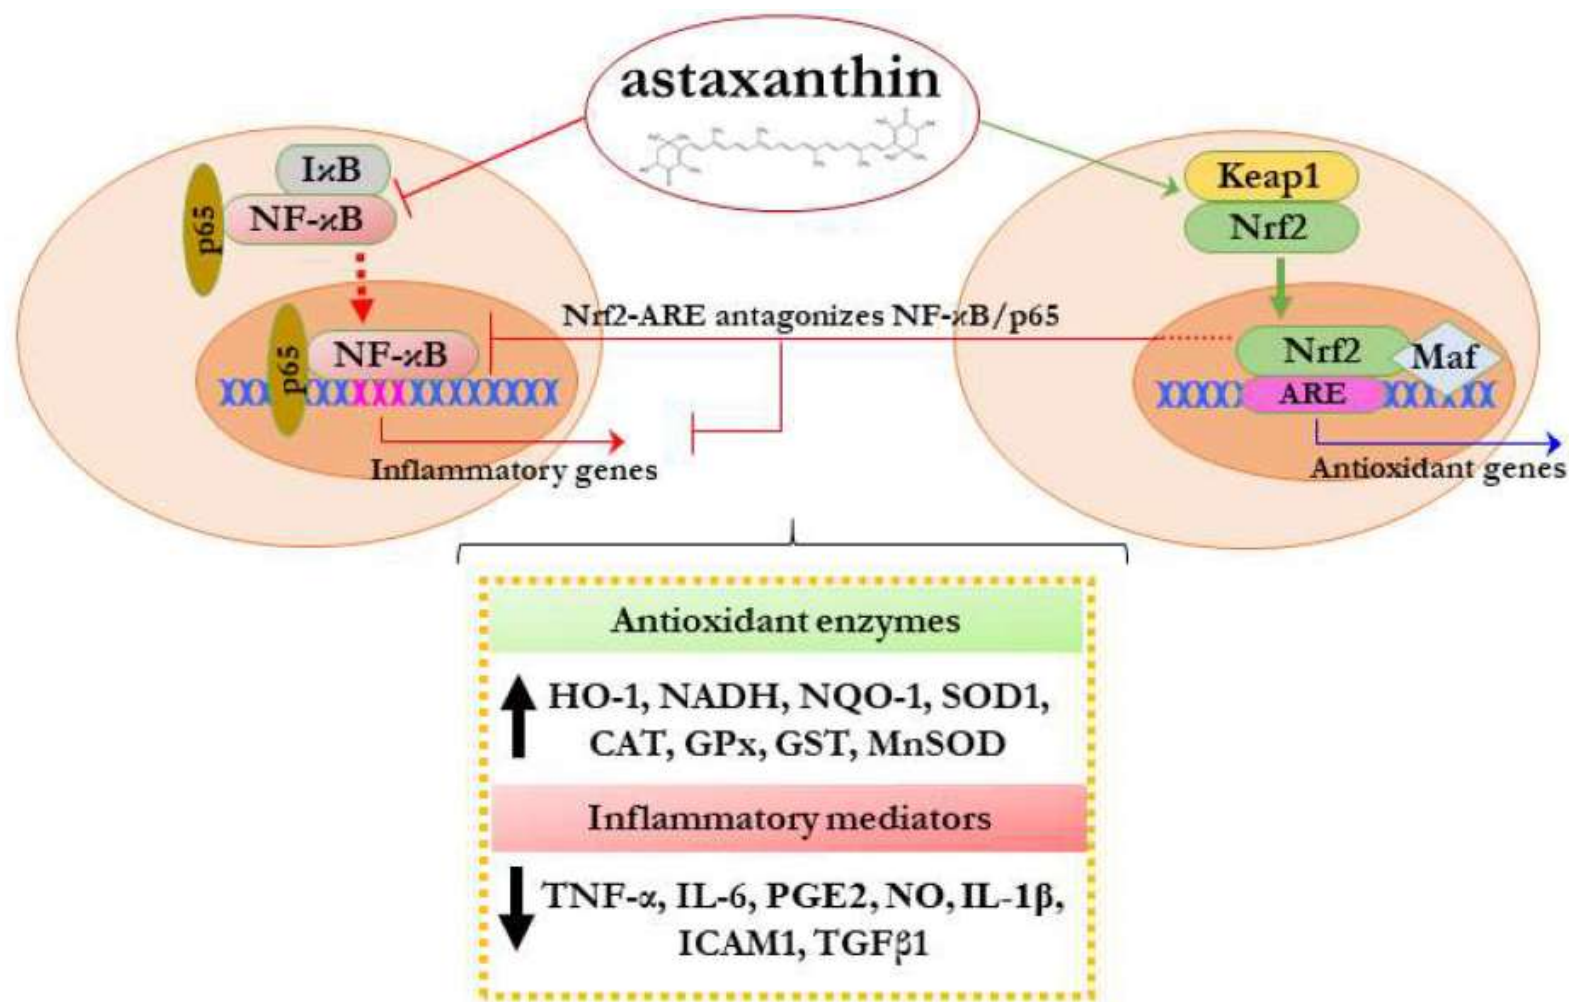 astaxanthin
IϰB
NF-ϰB
p65
Keap1
Nrf2
Nrf2-ARE antagonizes NF-ϰB/p65
p65
NF-ϰB
Nrf2
Maf
ARE
Inflammatory genes
Antioxidant genes
Antioxidant enzymes
HO-1, NADH, NQO-1, SOD1,
CAT, GPx, GST, MnSOD
Inflammatory mediators
TNF-α, IL-6, PGE2, NO, IL-1β,
ICAM1, TGFβ1